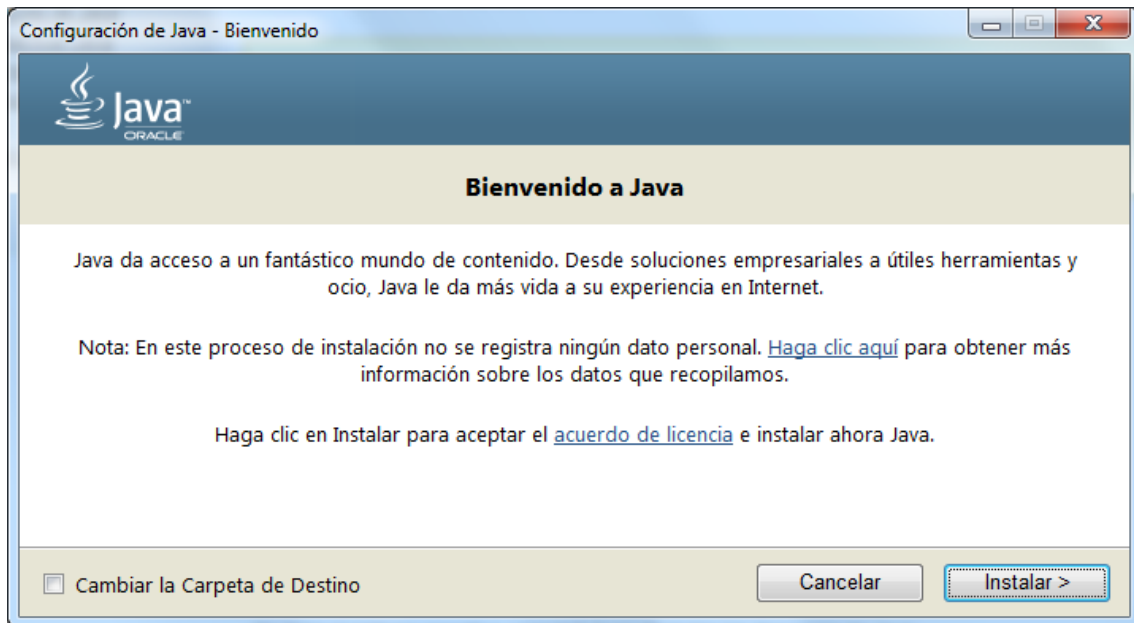 Configuración de Java - Bienvenido
Java™
ORACLE
Bienvenido a Java
Java da acceso a un fantástico mundo de contenido. Desde soluciones empresariales a útiles herramientas y
ocio, Java le da más vida a su experiencia en Internet.
Nota: En este proceso de instalación no se registra ningún dato personal. Haga clic aquí para obtener más
información sobre los datos que recopilamos.
Haga clic en Instalar para aceptar el acuerdo de licencia e instalar ahora Java.
Cambiar la Carpeta de Destino
Cancelar
Instalar >